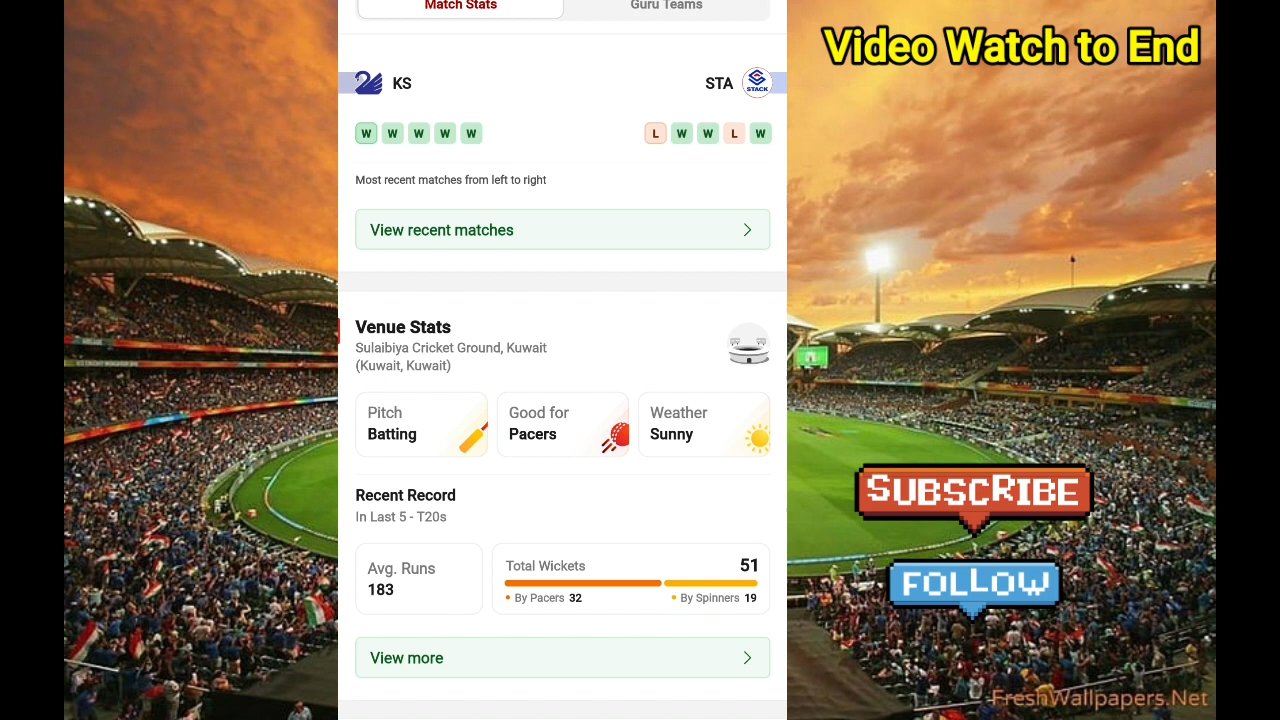 Match Stats
Guru Teams
Video Watch to End
KS
STA
STACK
W W W W W
L W W L W
Most recent matches from left to right
View recent matches
Venue Stats
Sulaibiya Cricket Ground, Kuwait
(Kuwait, Kuwait)
Pitch
Batting
Good for
Pacers
Weather
Sunny
Recent Record
In Last 5 - T20s
Avg. Runs
183
Total Wickets 51
By Pacers 32
By Spinners 19
View more
SUBSCRIBE
FOLLOW
FreshWallpapers.Net